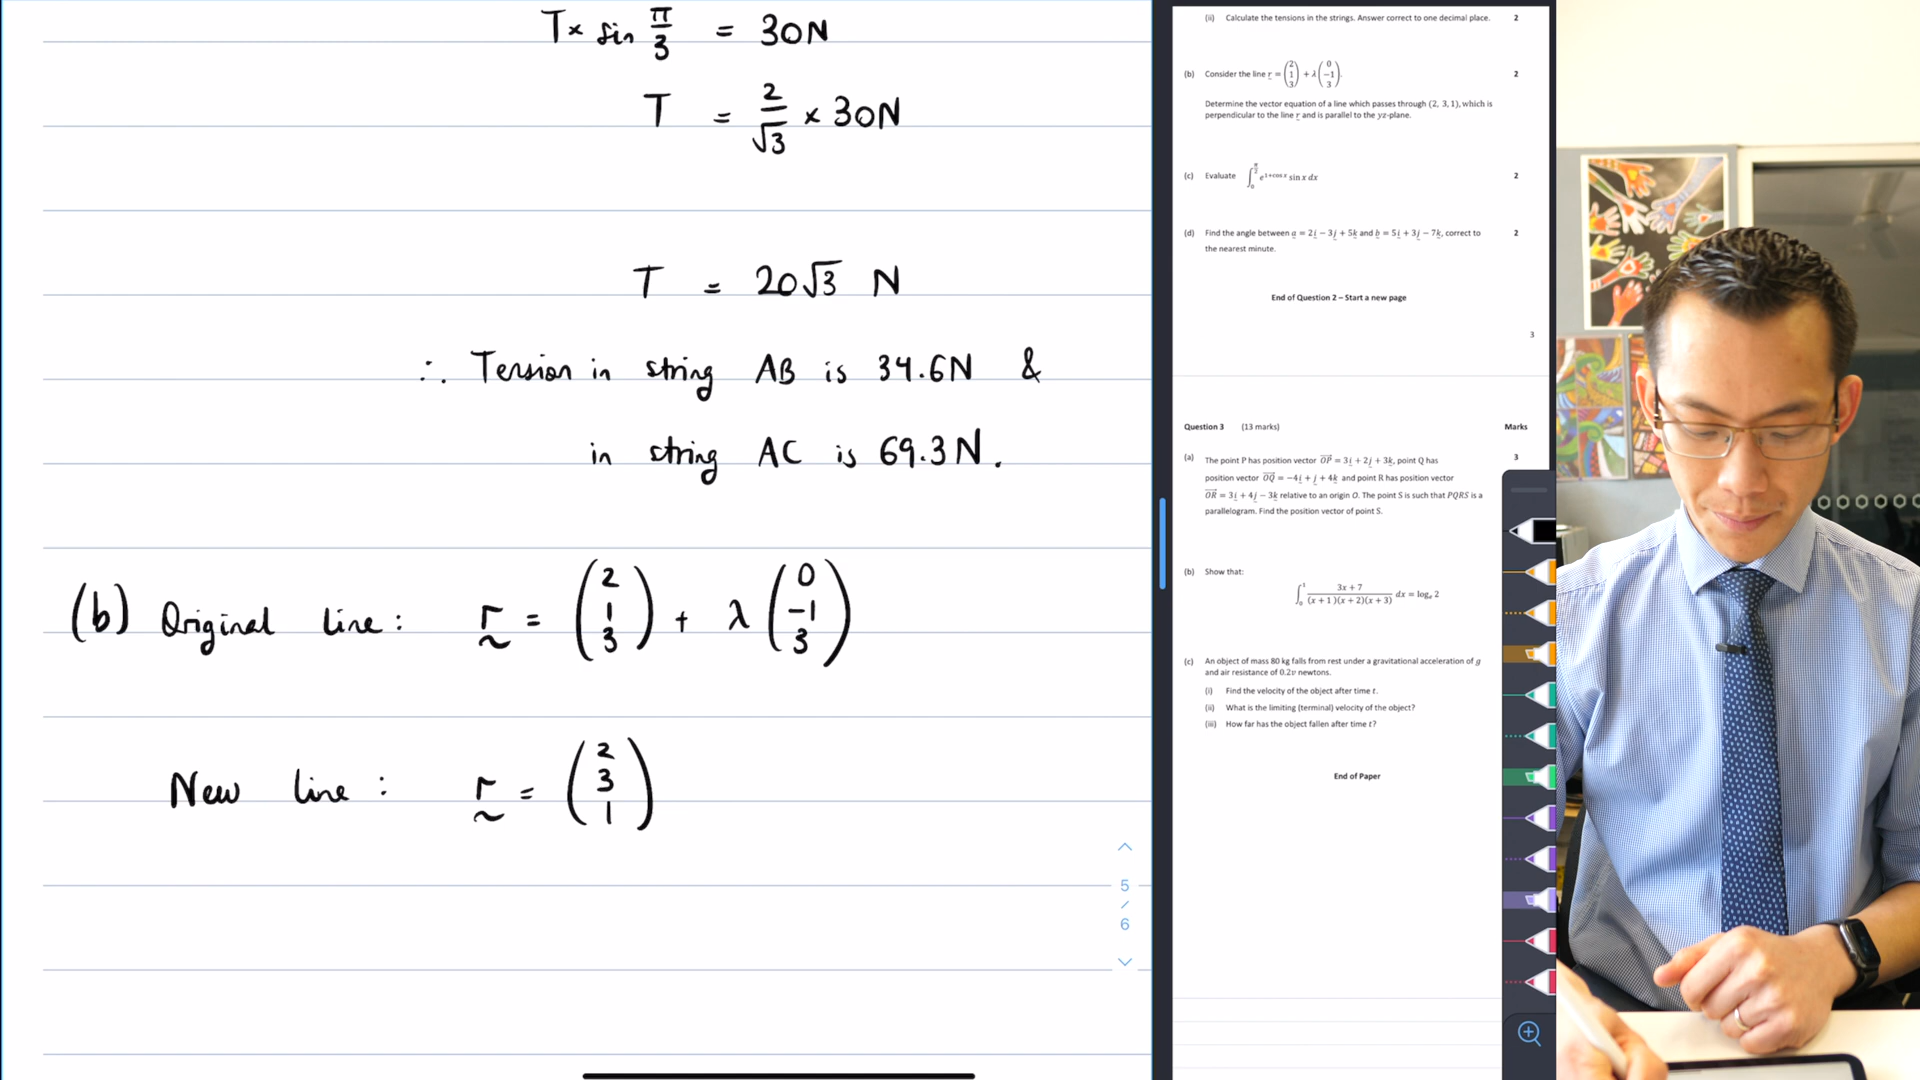 T × sin π/3 = 30N
T = 2/√3 × 30N
T = 20√3 N
∴ Tension in string AB is 34.6N &
in string AC is 69.3N.
(b) Original line: r̰ = (2 1 3) + λ (0 -1 3)
New line: r̰ = (2 3 1)
5
/
6
(ii) Calculate the tensions in the strings. Answer correct to one decimal place. 2
(b) Consider the line r̰ = (2 1 3) + λ (0 −1 3). 2
Determine the vector equation of a line which passes through (2, 3, 1), which is
perpendicular to the line r̰ and is parallel to the yz-plane.
(c) Evaluate ∫₀^(π/2) e^(1+cos x) sin x dx 2
(d) Find the angle between a̰ = 2ḭ − 3j̰ + 5k̰ and b̰ = 5ḭ + 3j̰ − 7k̰, correct to 2
the nearest minute.
End of Question 2 – Start a new page
3
Question 3 (13 marks) Marks
(a) The point P has position vector OP = 3ḭ + 2j̰ + 3k̰, point Q has 3
position vector OQ = −4ḭ + j̰ + 4k̰ and point R has position vector
OR = 3ḭ + 4j̰ − 3k̰ relative to an origin O. The point S is such that PQRS is a
parallelogram. Find the position vector of point S.
(b) Show that:
∫₀¹ (3x + 7)/((x + 1)(x + 2)(x + 3)) dx = logₑ 2
(c) An object of mass 80 kg falls from rest under a gravitational acceleration of g
and air resistance of 0.2v newtons.
(i) Find the velocity of the object after time t.
(ii) What is the limiting (terminal) velocity of the object?
(iii) How far has the object fallen after time t?
End of Paper